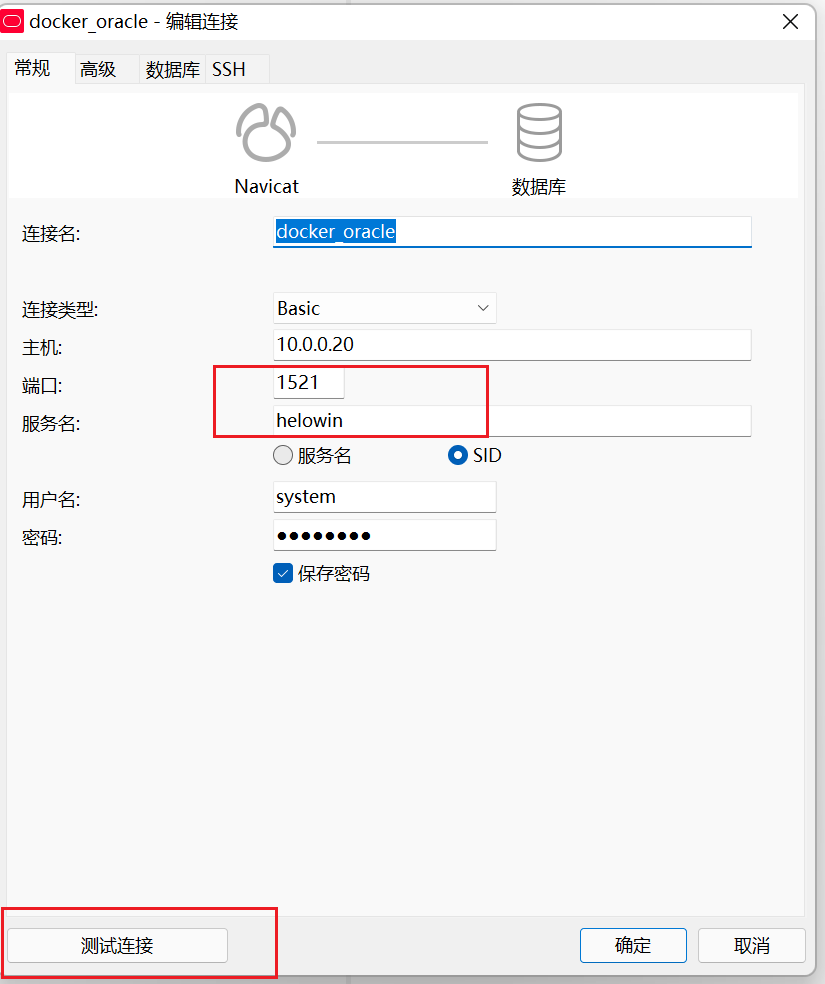 docker_oracle - 编辑连接
常规 高级 数据库 SSH
Navicat 数据库
连接名: docker_oracle
连接类型: Basic
主机: 10.0.0.20
端口: 1521
服务名: helowin
服务名 SID
用户名: system
密码: ●●●●●●●●
保存密码
测试连接 确定 取消